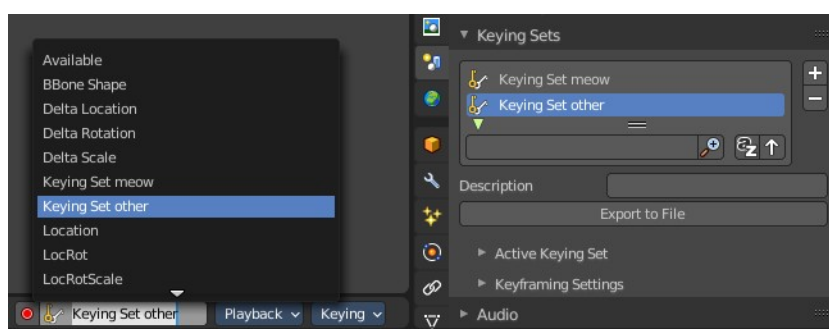 Available
BBone Shape
Delta Location
Delta Rotation
Delta Scale
Keying Set meow
Keying Set other
Location
LocRot
LocRotScale
Keying Set other
Playback
Keying
Keying Sets
Keying Set meow
Keying Set other
Description
Export to File
Active Keying Set
Keyframing Settings
Audio